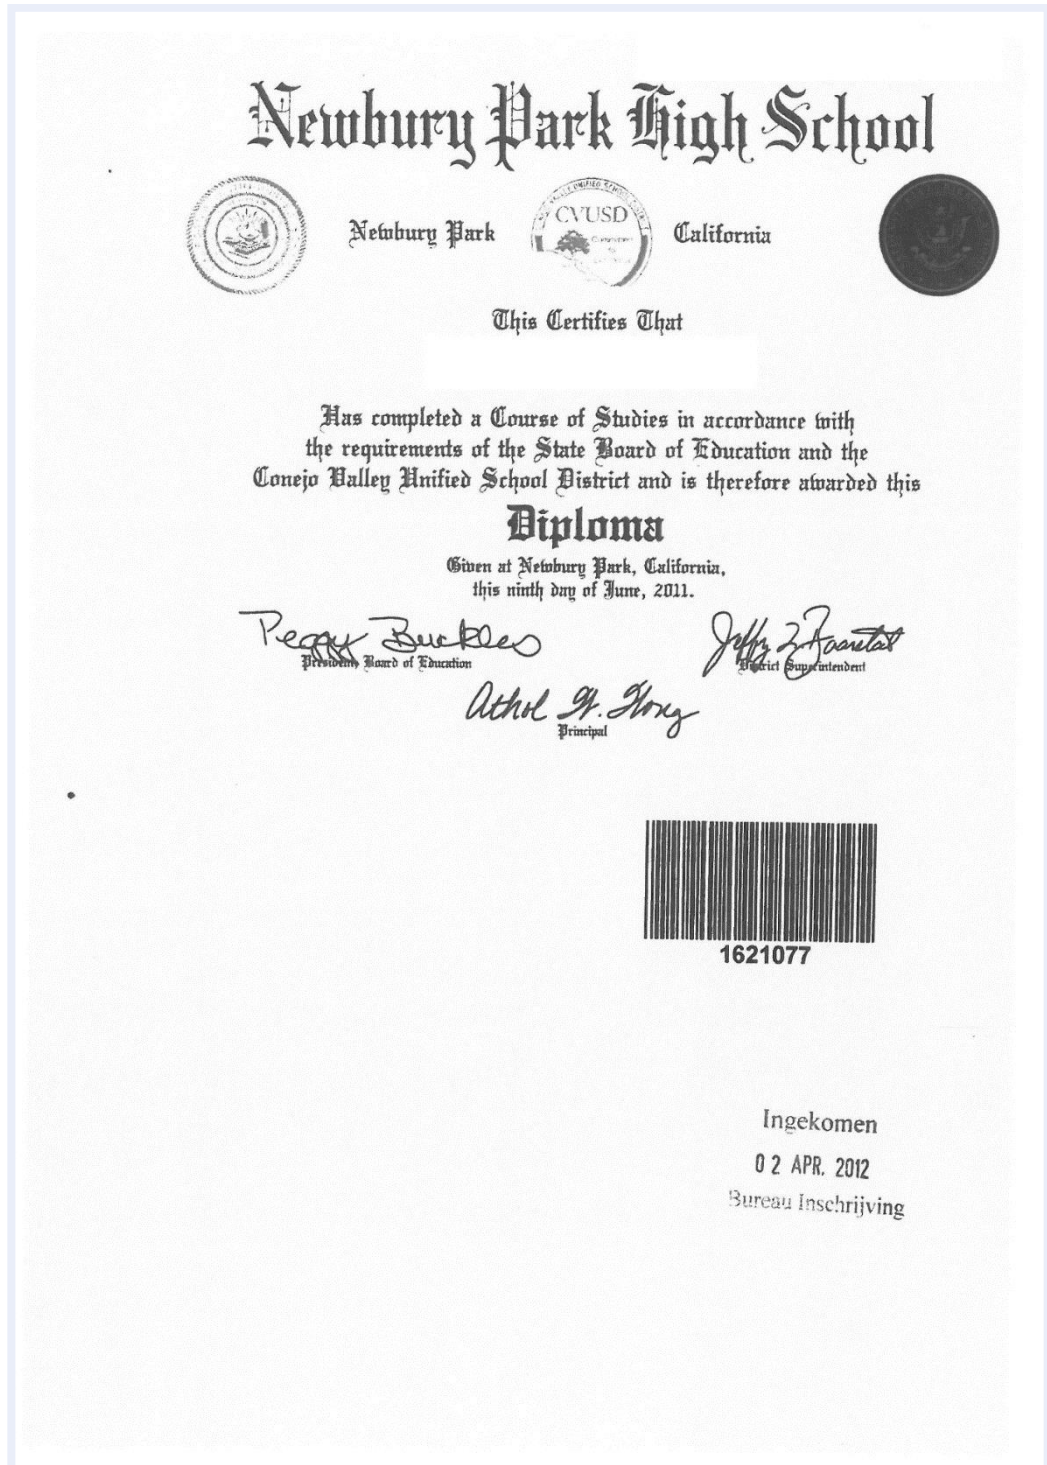 Newbury Park High School
Newbury Park
CVUSD
California
This Certifies That
Has completed a Course of Studies in accordance with
the requirements of the State Board of Education and the
Conejo Valley Unified School District and is therefore awarded this
Diploma
Given at Newbury Park, California,
this ninth day of June, 2011.
Peggy Buckles
President, Board of Education
District Superintendent
Athol W. Wong
Principal
1621077
Ingekomen
02 APR. 2012
Bureau Inschrijving